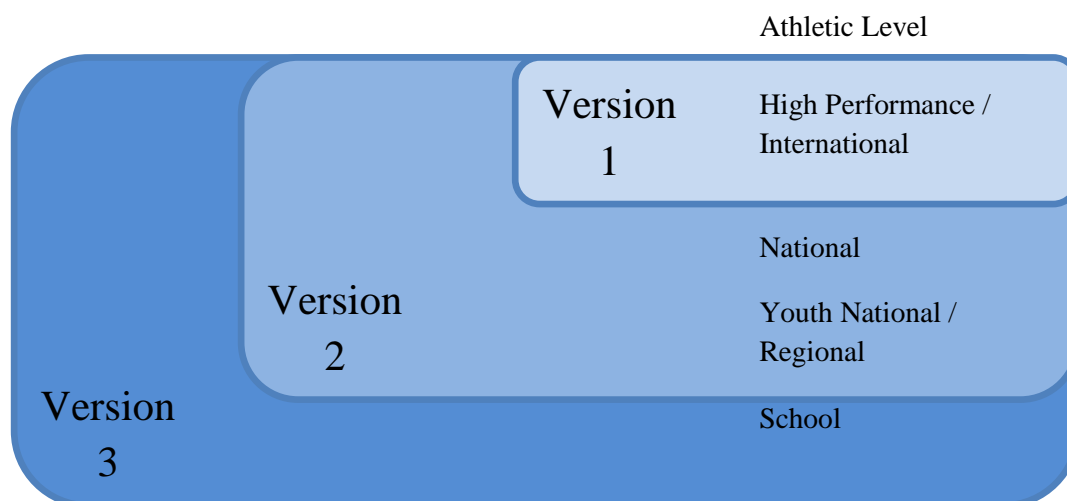 Athletic Level
Version
1
High Performance /
International
National
Version
2
Youth National /
Regional
Version
3
School